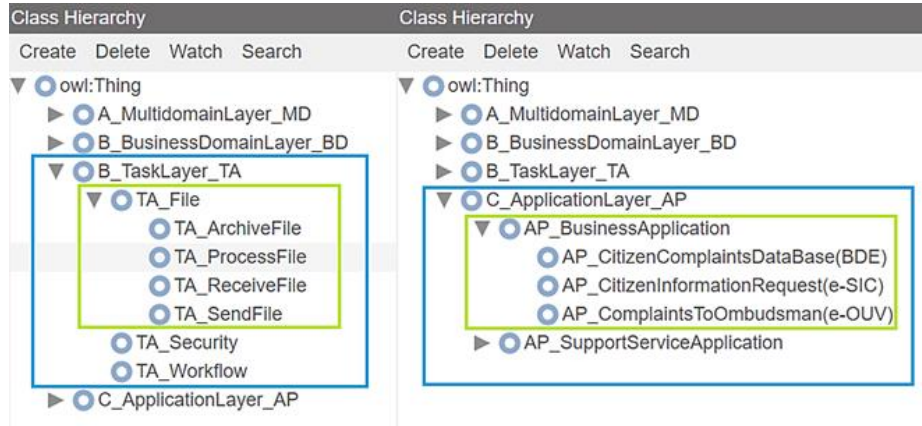 Class Hierarchy
Create Delete Watch Search
owl:Thing
A_MultidomainLayer_MD
B_BusinessDomainLayer_BD
B_TaskLayer_TA
TA_File
TA_ArchiveFile
TA_ProcessFile
TA_ReceiveFile
TA_SendFile
TA_Security
TA_Workflow
C_ApplicationLayer_AP
Class Hierarchy
Create Delete Watch Search
owl:Thing
A_MultidomainLayer_MD
B_BusinessDomainLayer_BD
B_TaskLayer_TA
C_ApplicationLayer_AP
AP_BusinessApplication
AP_CitizenComplaintsDataBase(BDE)
AP_CitizenInformationRequest(e-SIC)
AP_ComplaintsToOmbudsman(e-OUV)
AP_SupportServiceApplication